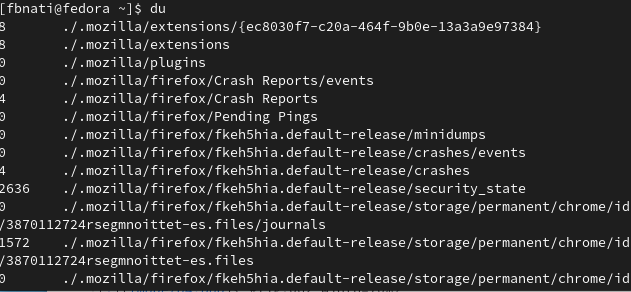 [fbnati@fedora ~]$ du
8 ./.mozilla/extensions/{ec8030f7-c20a-464f-9b0e-13a3a9e97384}
8 ./.mozilla/extensions
0 ./.mozilla/plugins
0 ./.mozilla/firefox/Crash Reports/events
4 ./.mozilla/firefox/Crash Reports
0 ./.mozilla/firefox/Pending Pings
0 ./.mozilla/firefox/fkeh5hia.default-release/minidumps
0 ./.mozilla/firefox/fkeh5hia.default-release/crashes/events
4 ./.mozilla/firefox/fkeh5hia.default-release/crashes
2636 ./.mozilla/firefox/fkeh5hia.default-release/security_state
0 ./.mozilla/firefox/fkeh5hia.default-release/storage/permanent/chrome/id
/3870112724rsegmnoittet-es.files/journals
1572 ./.mozilla/firefox/fkeh5hia.default-release/storage/permanent/chrome/id
/3870112724rsegmnoittet-es.files
0 ./.mozilla/firefox/fkeh5hia.default-release/storage/permanent/chrome/id